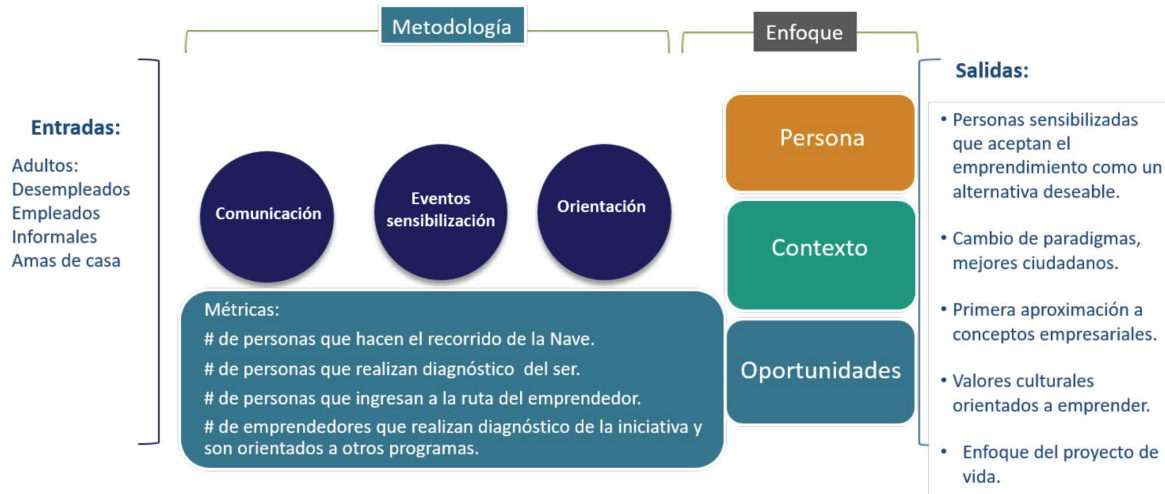 Metodología
Enfoque
Entradas:
Adultos:
Desempleados
Empleados
Informales
Amas de casa
Comunicación
Eventos
sensibilización
Orientación
Métricas:
# de personas que hacen el recorrido de la Nave.
# de personas que realizan diagnóstico del ser.
# de personas que ingresan a la ruta del emprendedor.
# de emprendedores que realizan diagnóstico de la iniciativa y
son orientados a otros programas.
Persona
Contexto
Oportunidades
Salidas:
• Personas sensibilizadas
que aceptan el
emprendimiento como un
alternativa deseable.
• Cambio de paradigmas,
mejores ciudadanos.
• Primera aproximación a
conceptos empresariales.
• Valores culturales
orientados a emprender.
• Enfoque del proyecto de
vida.